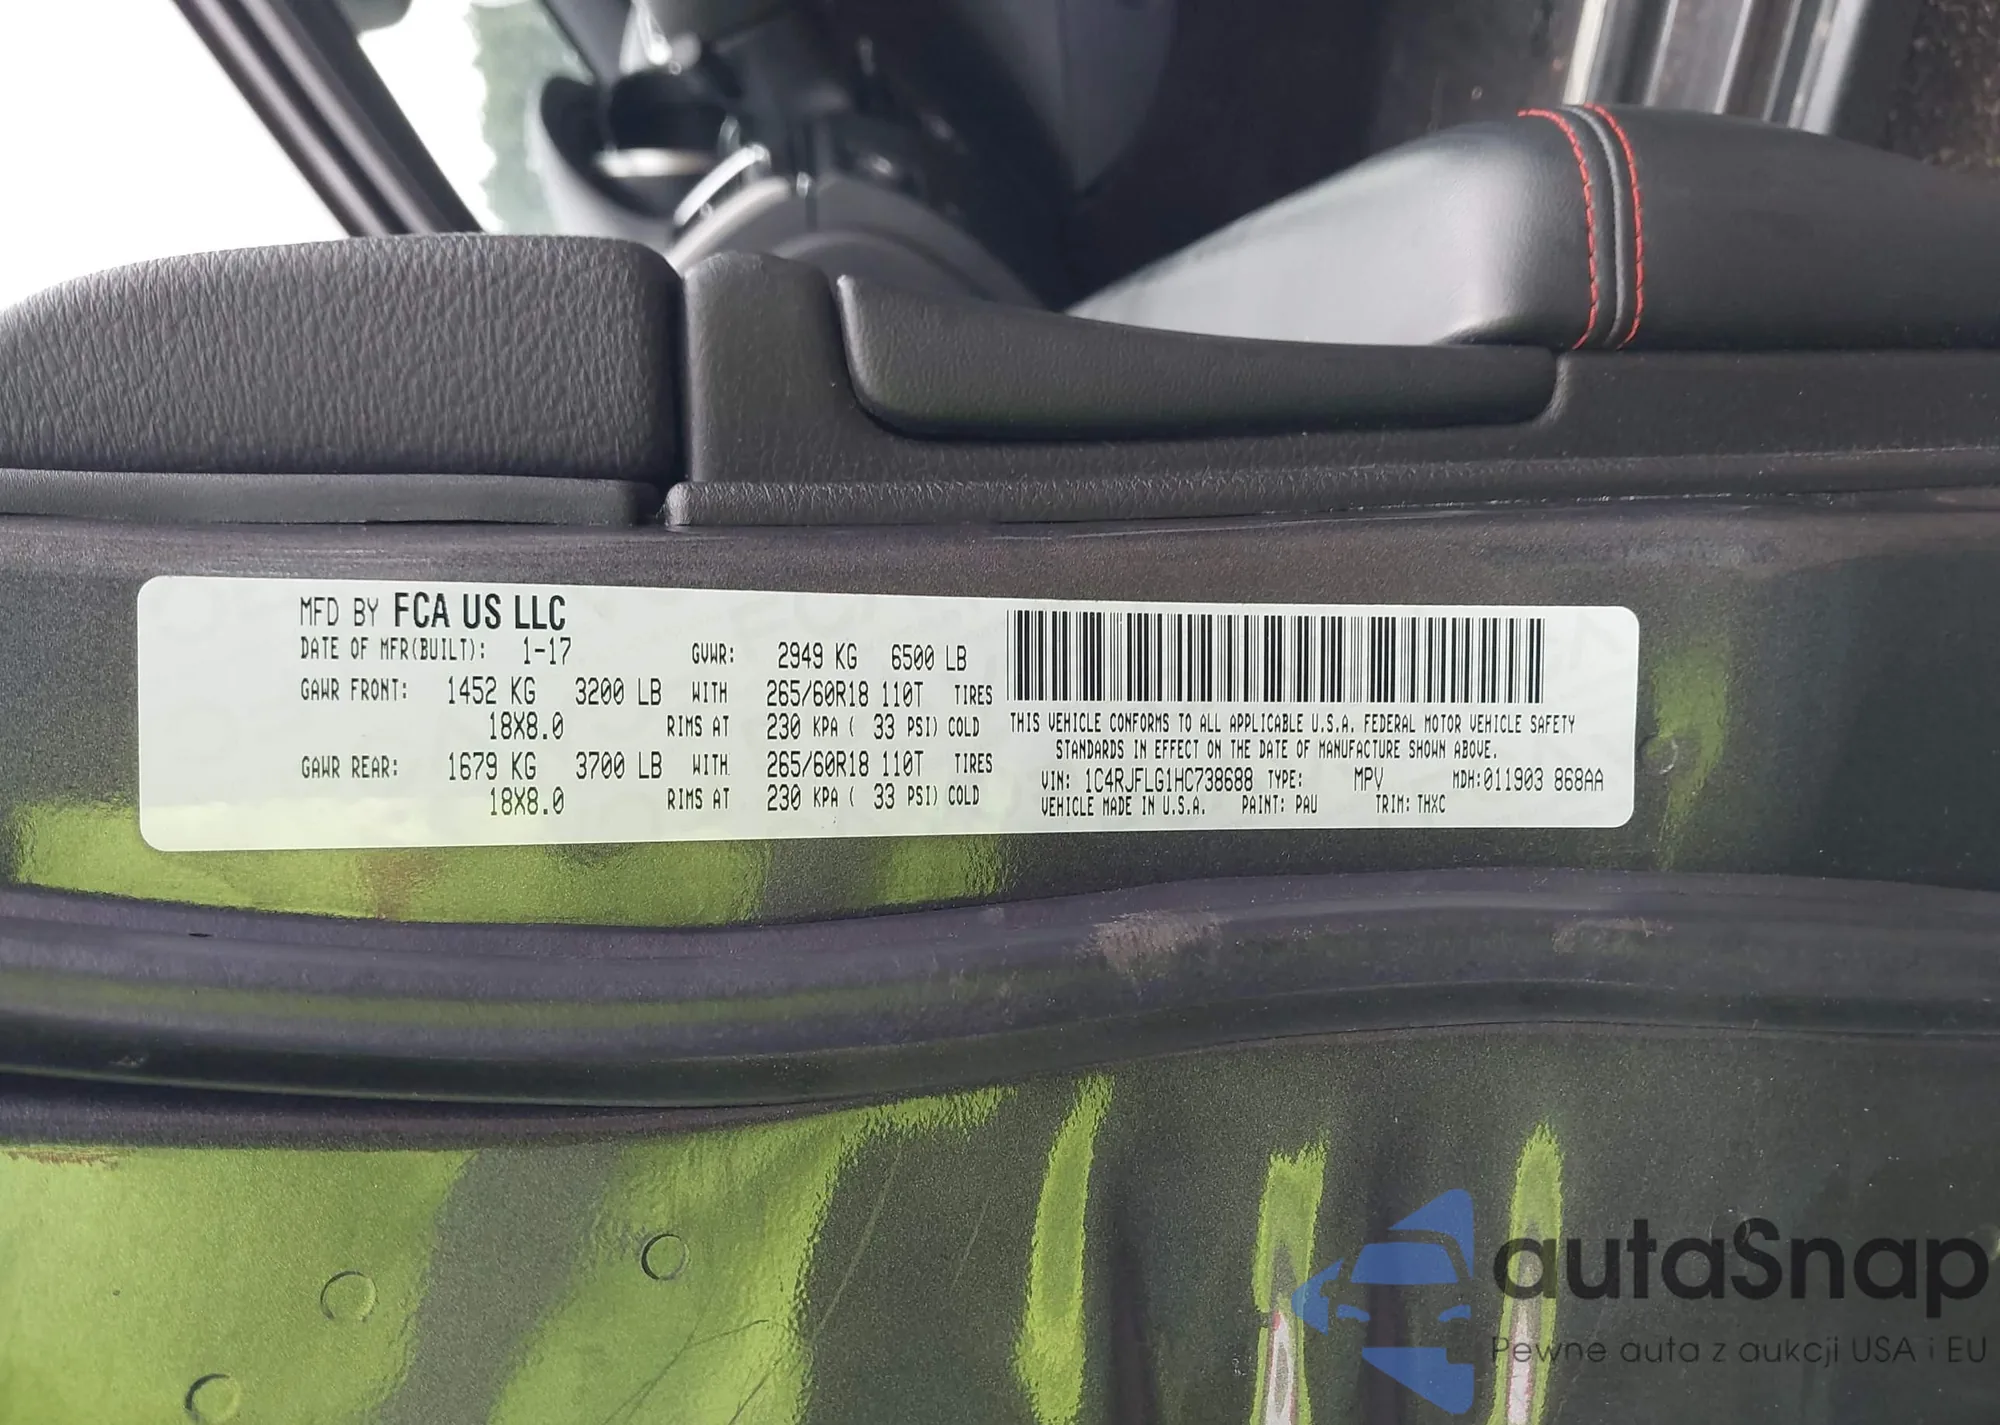 MFD BY FCA US LLC
DATE OF MFR(BUILT): 1-17 GVWR: 2949 KG 6500 LB
GAWR FRONT: 1452 KG 3200 LB WITH 265/60R18 110T TIRES
18X8.0 RIMS AT 230 KPA ( 33 PSI) COLD
GAWR REAR: 1679 KG 3700 LB WITH 265/60R18 110T TIRES
18X8.0 RIMS AT 230 KPA ( 33 PSI) COLD
THIS VEHICLE CONFORMS TO ALL APPLICABLE U.S.A. FEDERAL MOTOR VEHICLE SAFETY
STANDARDS IN EFFECT ON THE DATE OF MANUFACTURE SHOWN ABOVE.
VIN: 1C4RJFLG1HC738688 TYPE: MPV MDH:011903 868AA
VEHICLE MADE IN U.S.A. PAINT: PAU TRIM: THXC
autaSnap
Pewne auta z aukcji USA i EU